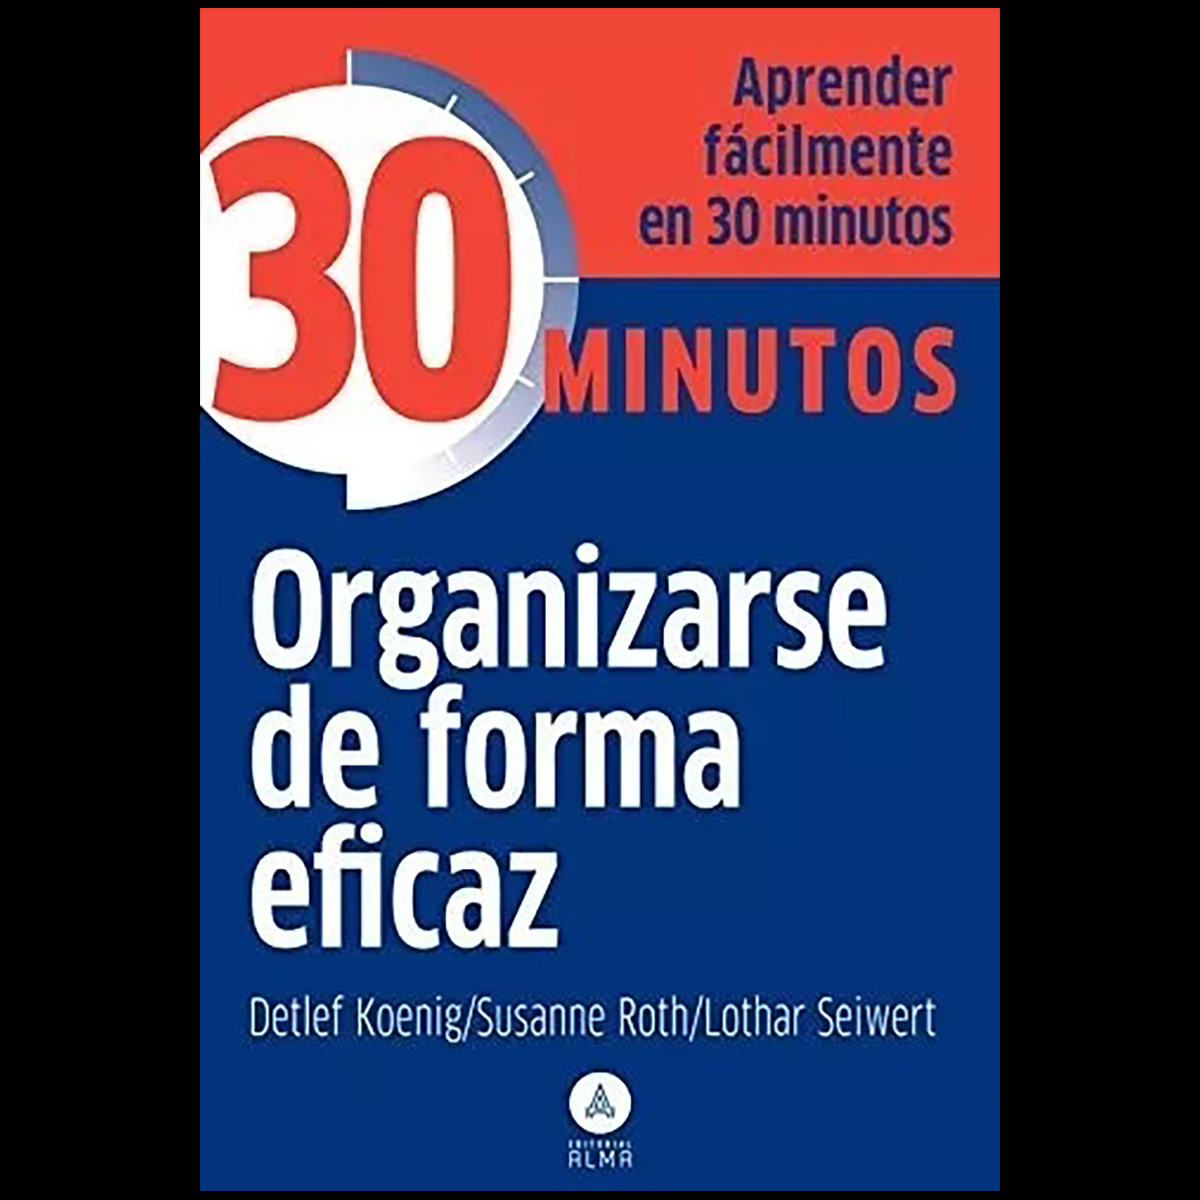 Aprender
fácilmente
en 30 minutos
30
MINUTOS
Organizarse
de forma
eficaz
Detlef Koenig/Susanne Roth/Lothar Seiwert
EDITORIAL
ALMA